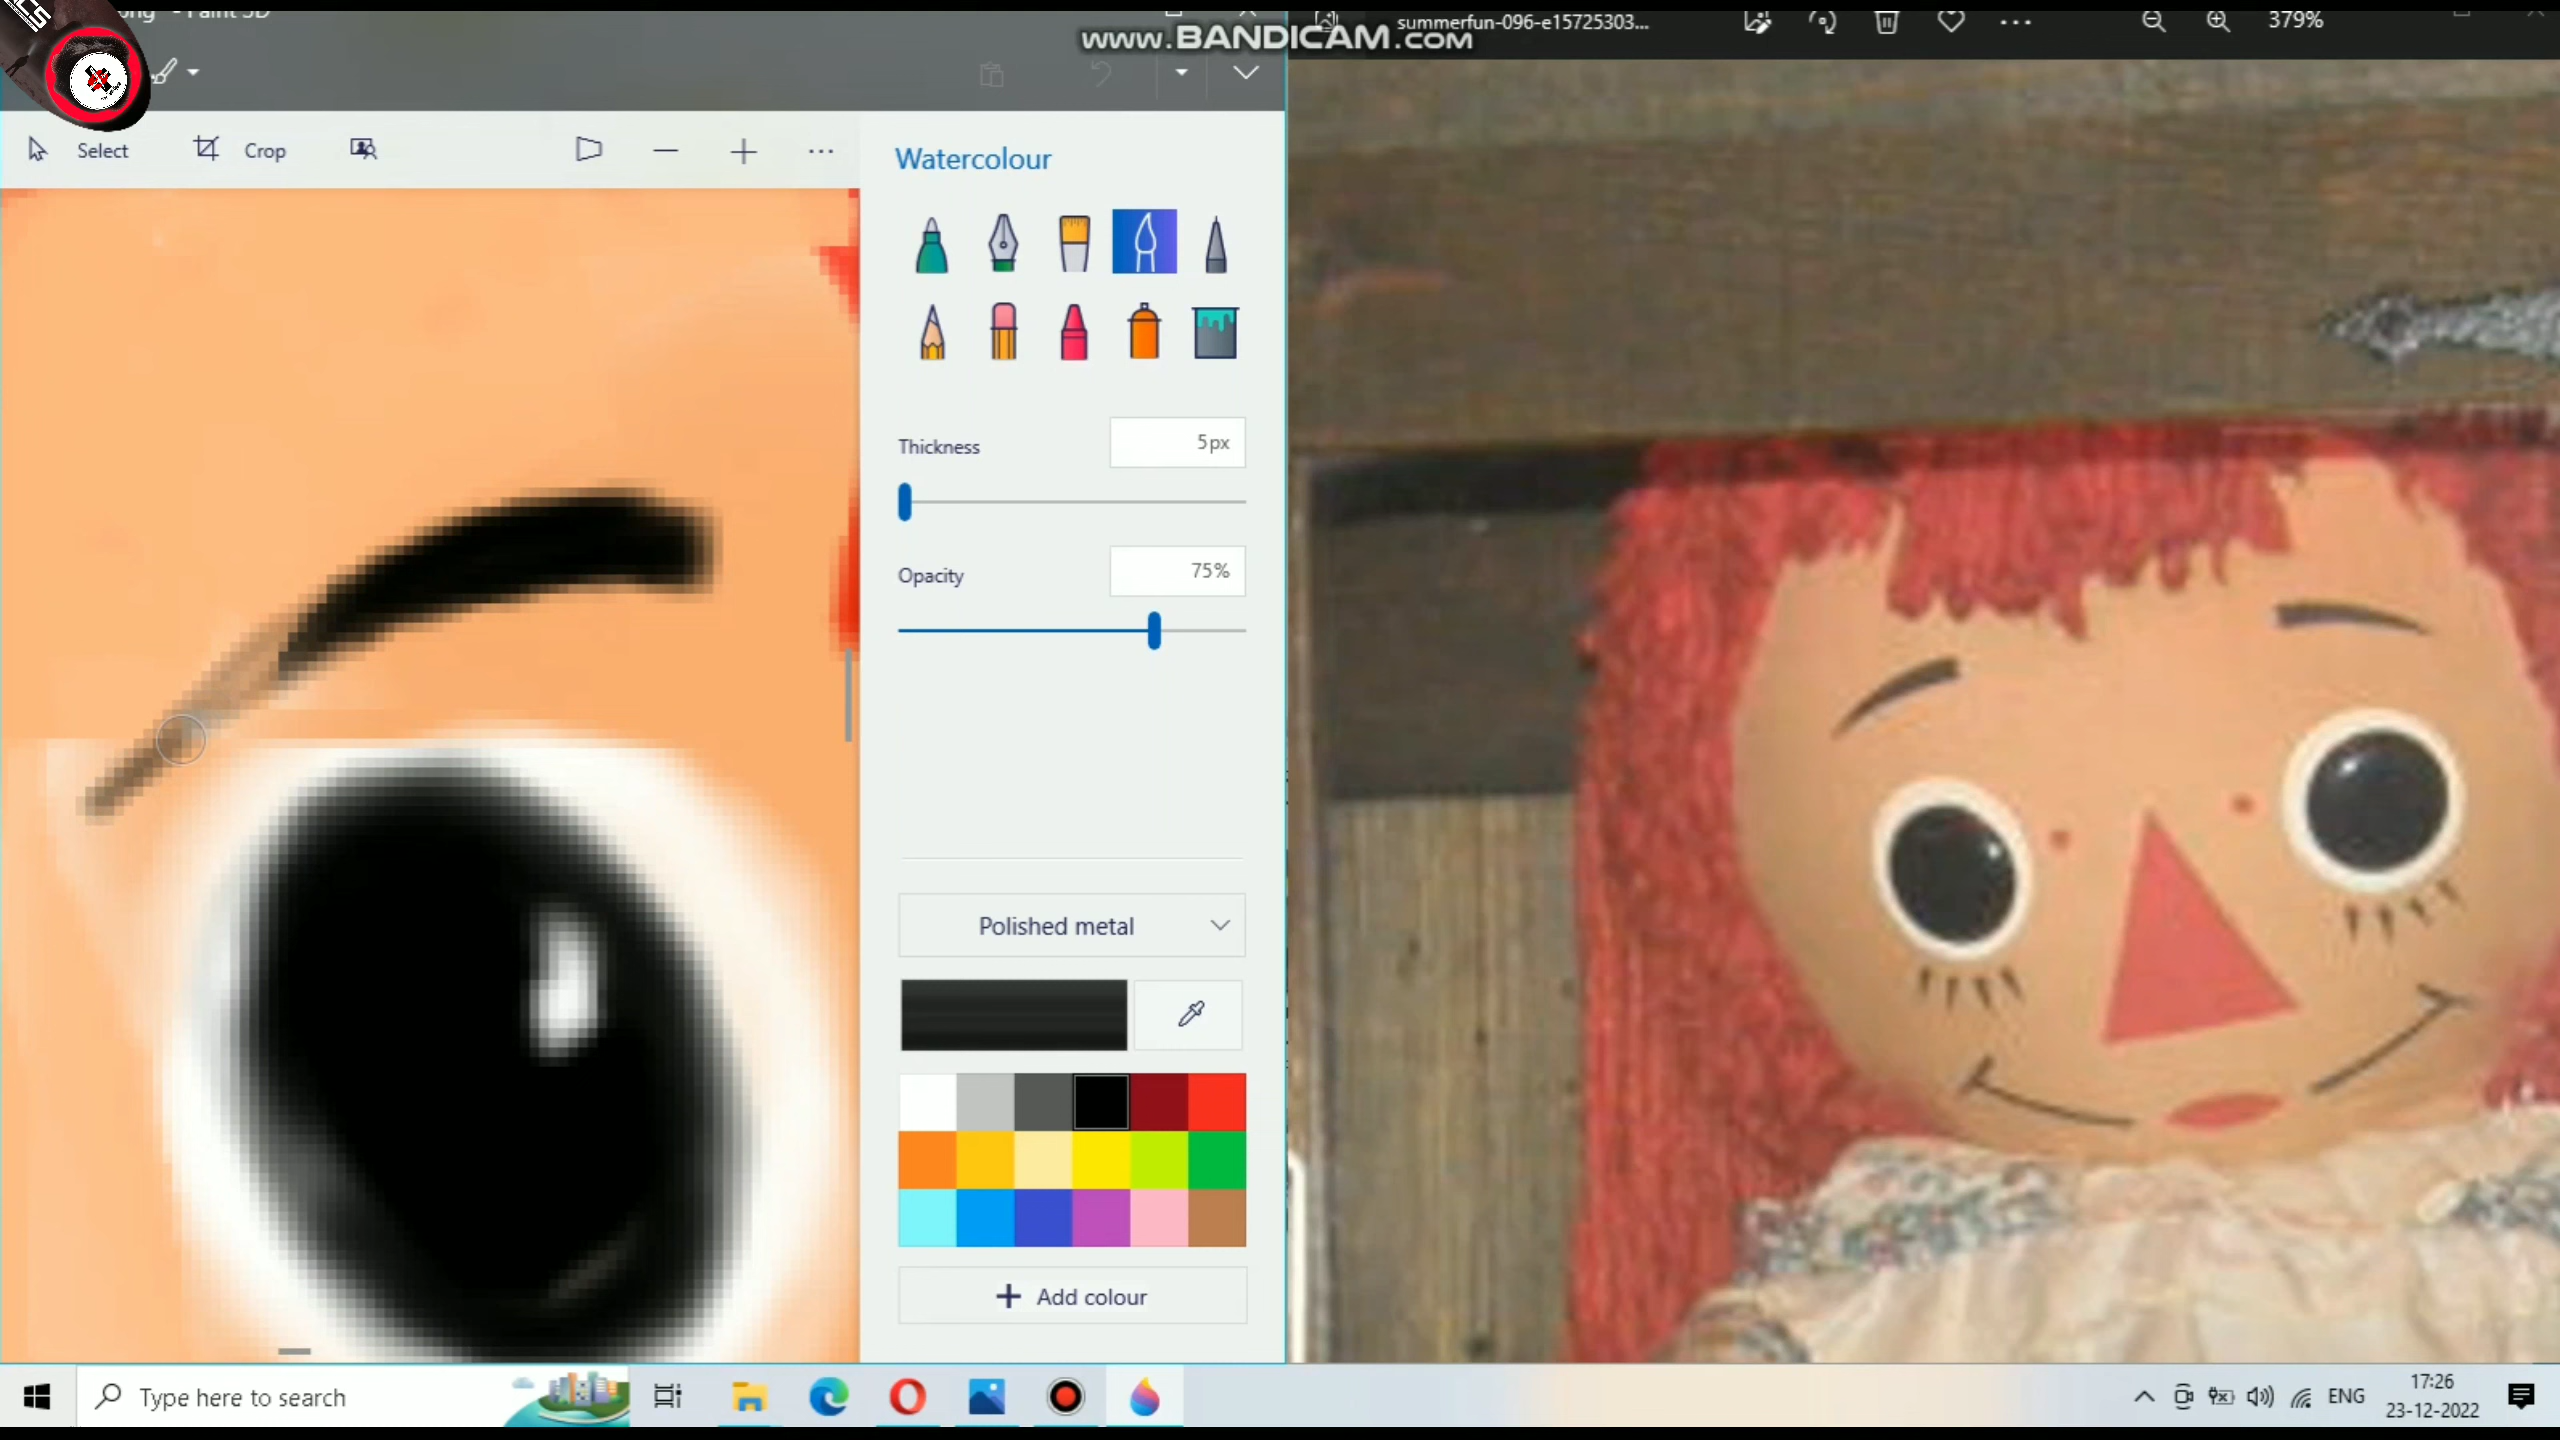 summerfun-096-e15725303...
379%
www.BANDICAM.com
Select
Crop
Watercolour
Thickness
5px
Opacity
75%
Polished metal
Add colour
Type here to search
ENG
17:26
23-12-2022